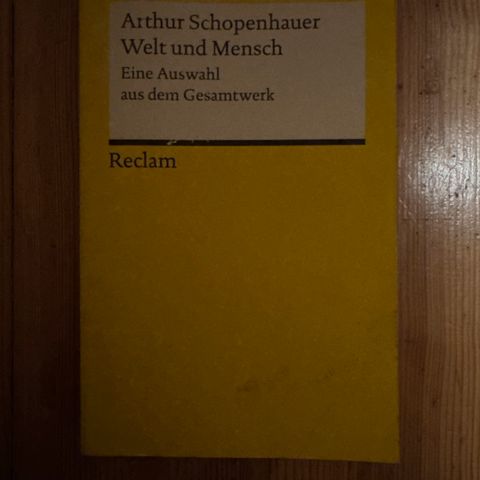 Arthur Schopenhauer
Welt und Mensch
Eine Auswahl
aus dem Gesamtwerk
Reclam